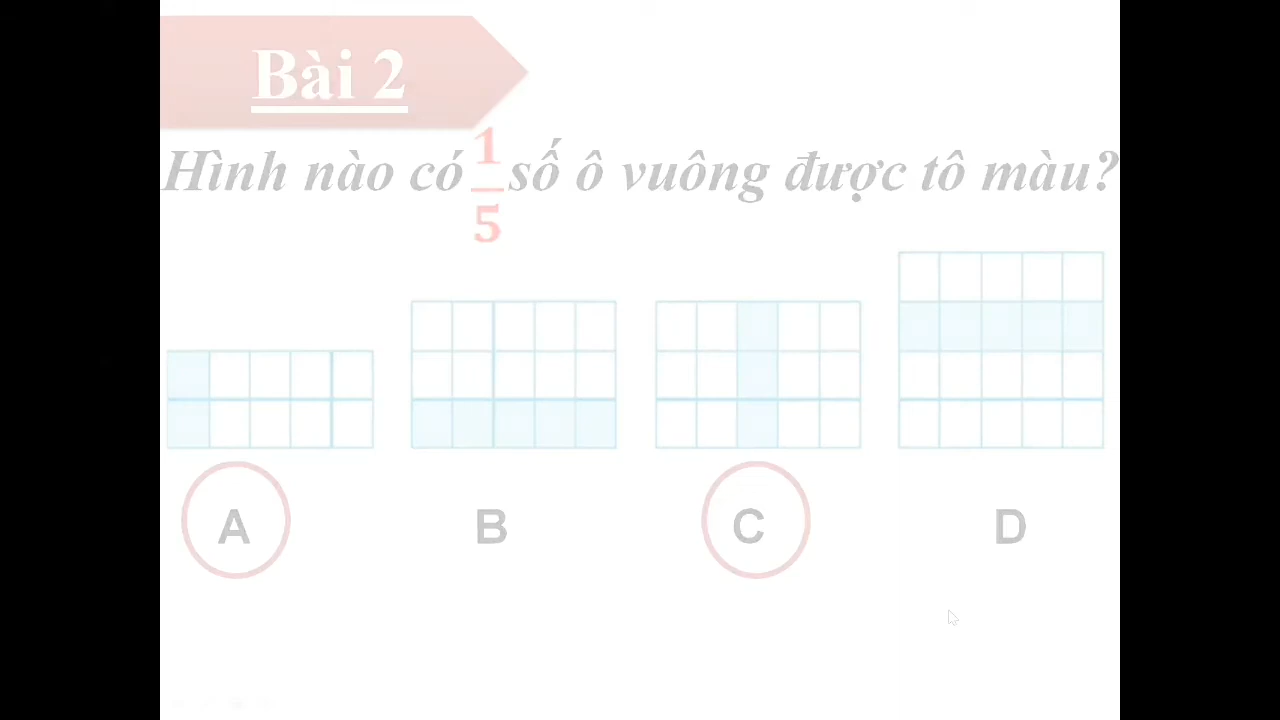 Bài 2
Hình nào có 1/5 số ô vuông được tô màu?
A B C D